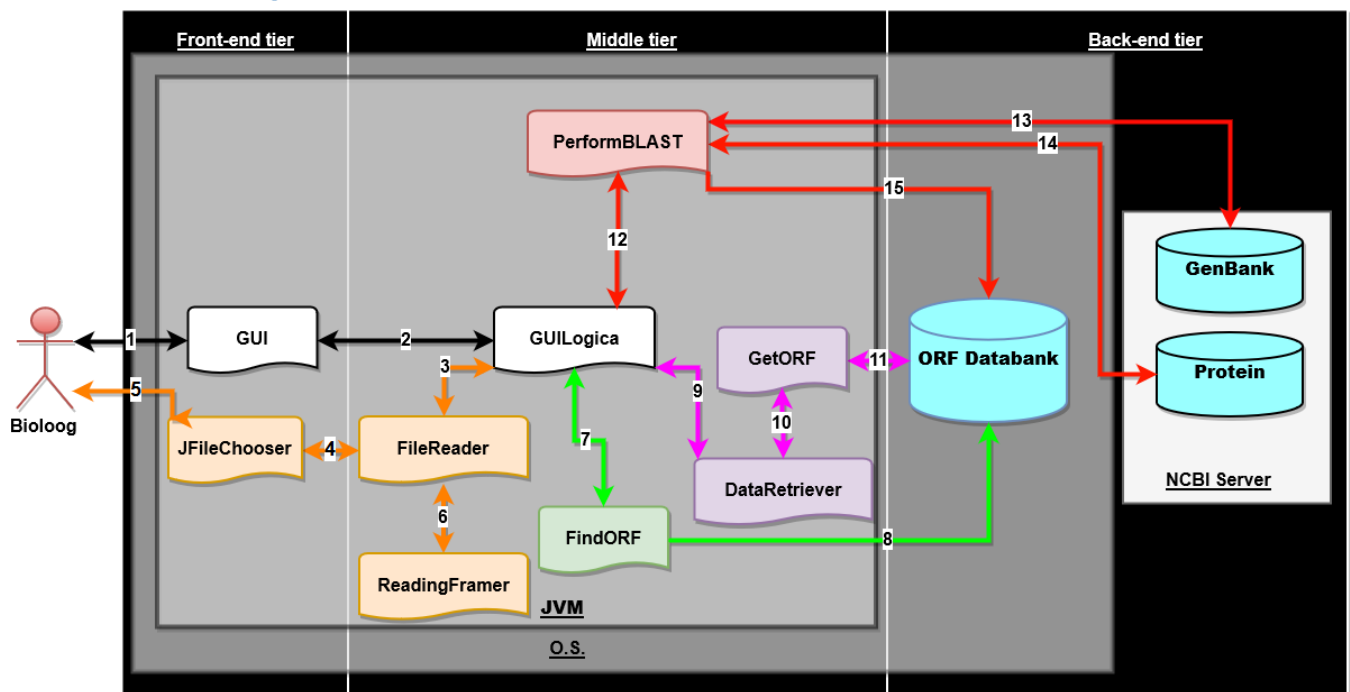 Front-end tier
Middle tier
Back-end tier
13
PerformBLAST
14
15
GenBank
12
1
GUI
2
GUILogica
GetORF
11
ORF Databank
Protein
3
5
9
Bioloog
JFileChooser
4
FileReader
7
10
DataRetriever
NCBI Server
6
FindORF
8
ReadingFramer
JVM
O.S.